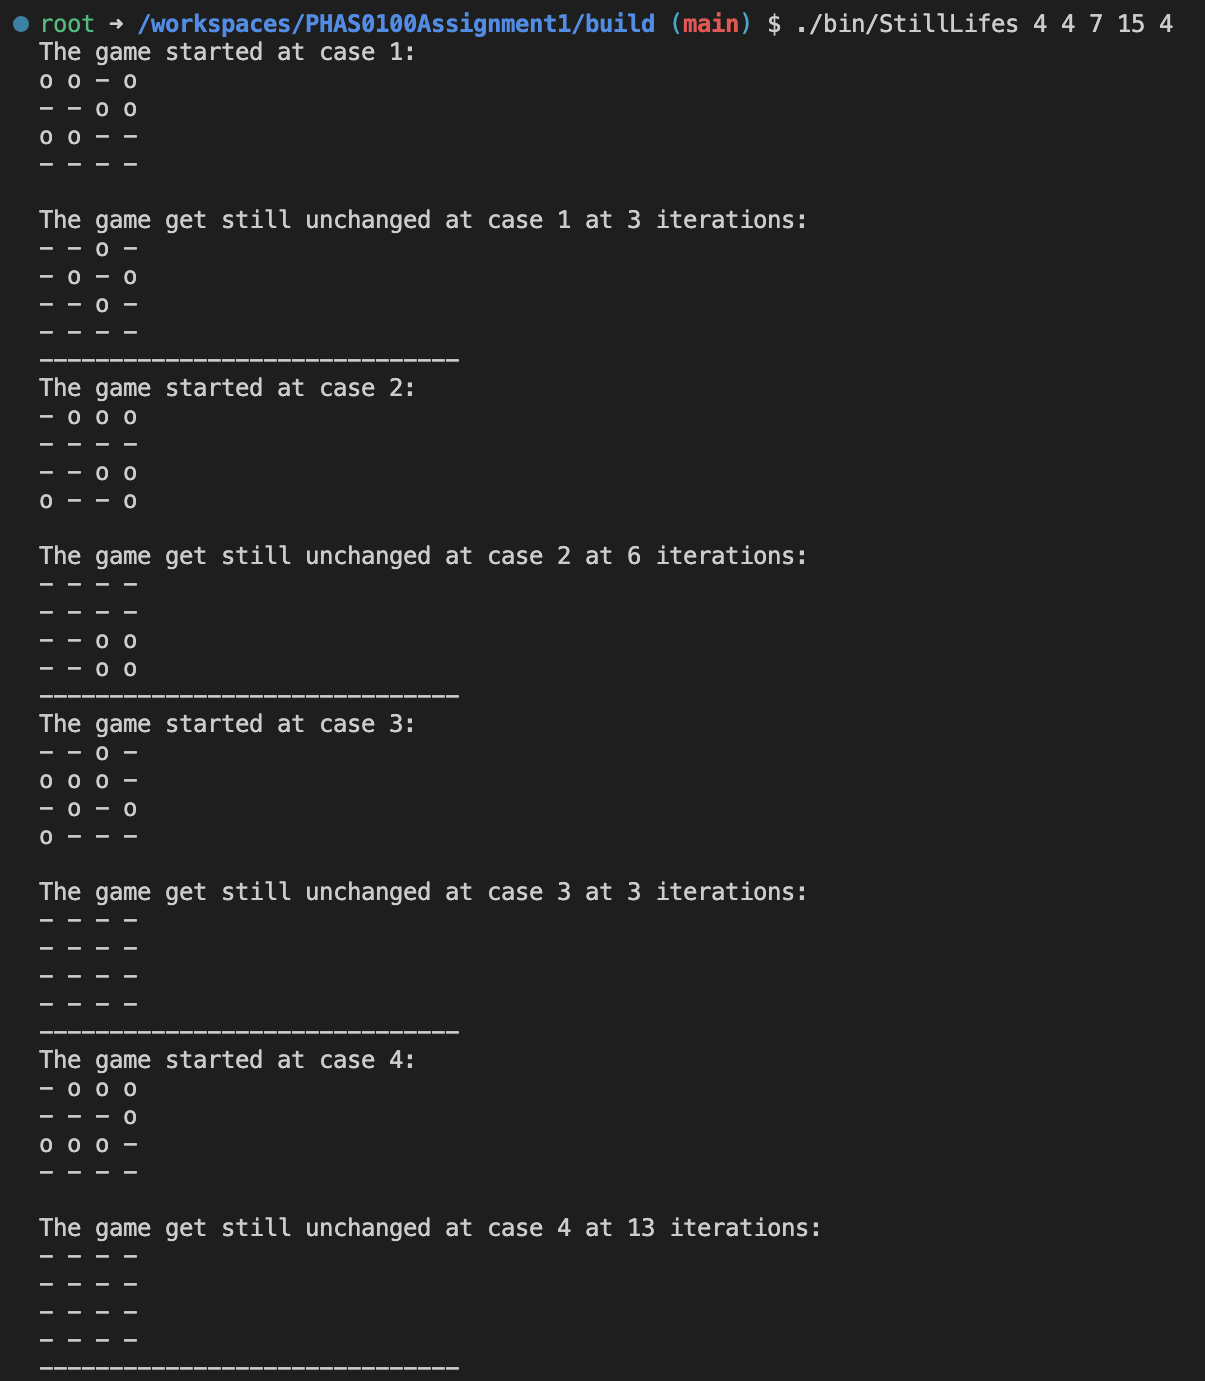 root ➜ /workspaces/PHAS0100Assignment1/build (main) $ ./bin/StillLifes 4 4 7 15 4
The game started at case 1:
o o - o
- - o o
o o - -
- - - -

The game get still unchanged at case 1 at 3 iterations:
- - o -
- o - o
- - o -
- - - -
------------------------------
The game started at case 2:
- o o o
- - - -
- - o o
o - - o

The game get still unchanged at case 2 at 6 iterations:
- - - -
- - - -
- - o o
- - o o
------------------------------
The game started at case 3:
- - o -
o o o -
- o - o
o - - -

The game get still unchanged at case 3 at 3 iterations:
- - - -
- - - -
- - - -
- - - -
------------------------------
The game started at case 4:
- o o o
- - - o
o o o -
- - - -

The game get still unchanged at case 4 at 13 iterations:
- - - -
- - - -
- - - -
- - - -
------------------------------